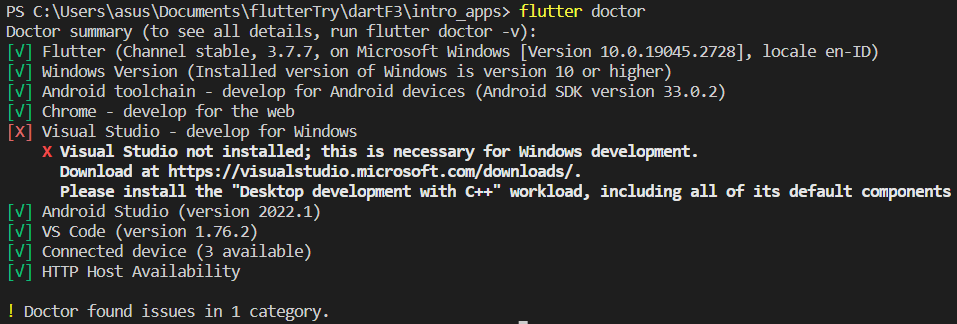 PS C:\Users\asus\Documents\flutterTry\dartF3\intro_apps> flutter doctor
Doctor summary (to see all details, run flutter doctor -v):
[√] Flutter (Channel stable, 3.7.7, on Microsoft Windows [Version 10.0.19045.2728], locale en-ID)
[√] Windows Version (Installed version of Windows is version 10 or higher)
[√] Android toolchain - develop for Android devices (Android SDK version 33.0.2)
[√] Chrome - develop for the web
[X] Visual Studio - develop for Windows
X Visual Studio not installed; this is necessary for Windows development.
Download at https://visualstudio.microsoft.com/downloads/.
Please install the "Desktop development with C++" workload, including all of its default components
[√] Android Studio (version 2022.1)
[√] VS Code (version 1.76.2)
[√] Connected device (3 available)
[√] HTTP Host Availability
! Doctor found issues in 1 category.